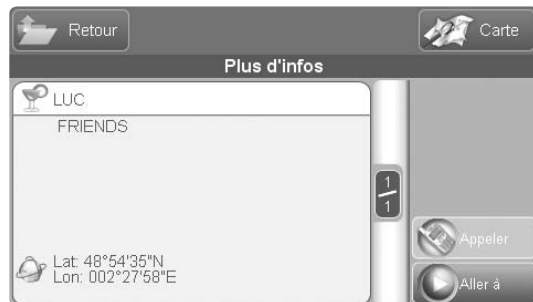 Retour
Carte
Plus d'infos
LUC
FRIENDS
1
1
Lat: 48°54'35"N
Lon: 002°27'58"E
Appeler
Aller à